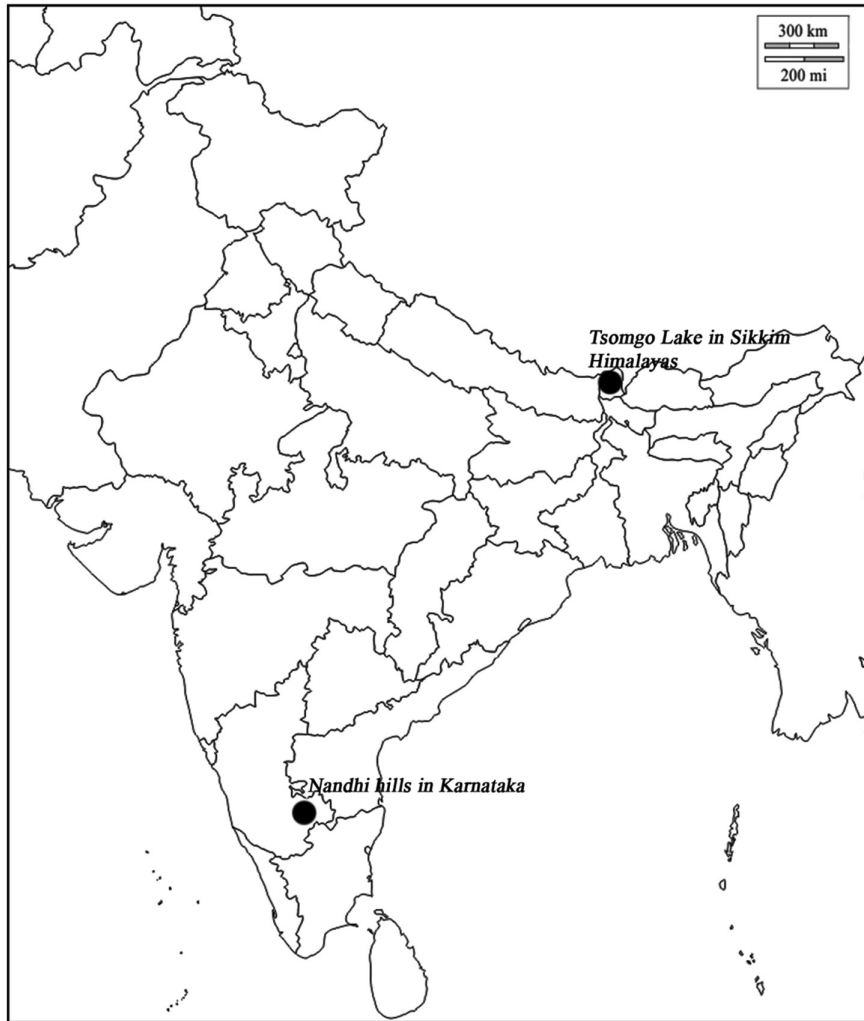 300 km
200 mi
Tsomgo Lake in Sikkim
Himalayas
Nandhi hills in Karnataka